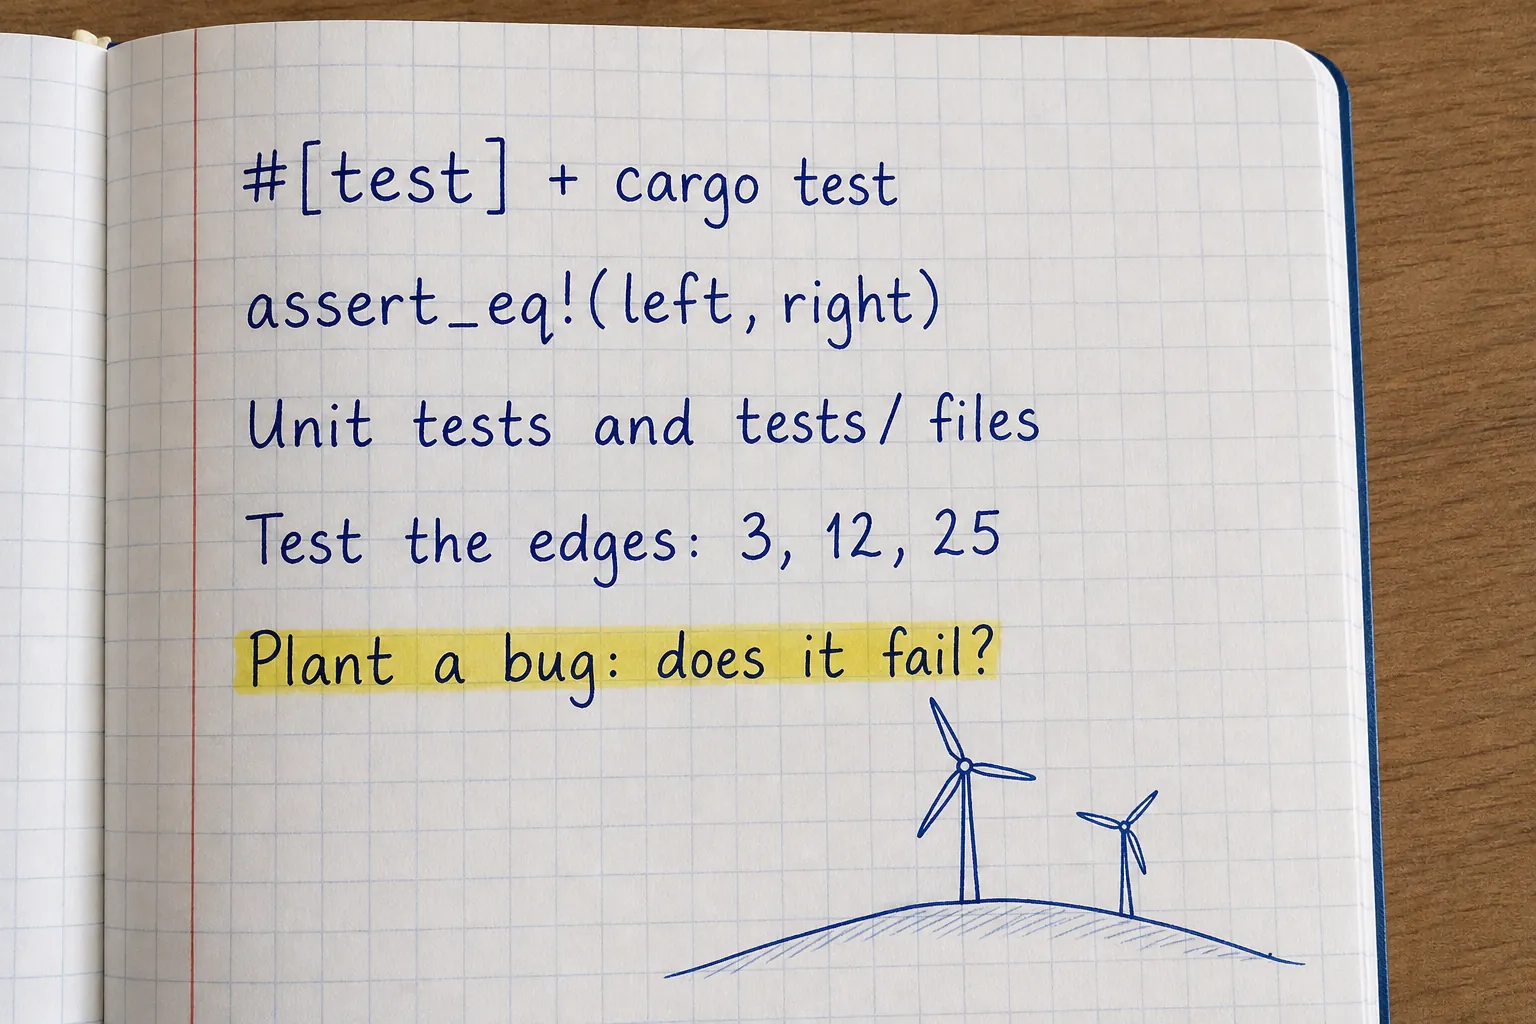 #[test] + cargo test
assert_eq!(left, right)
Unit tests and tests/ files
Test the edges: 3, 12, 25
Plant a bug: does it fail?